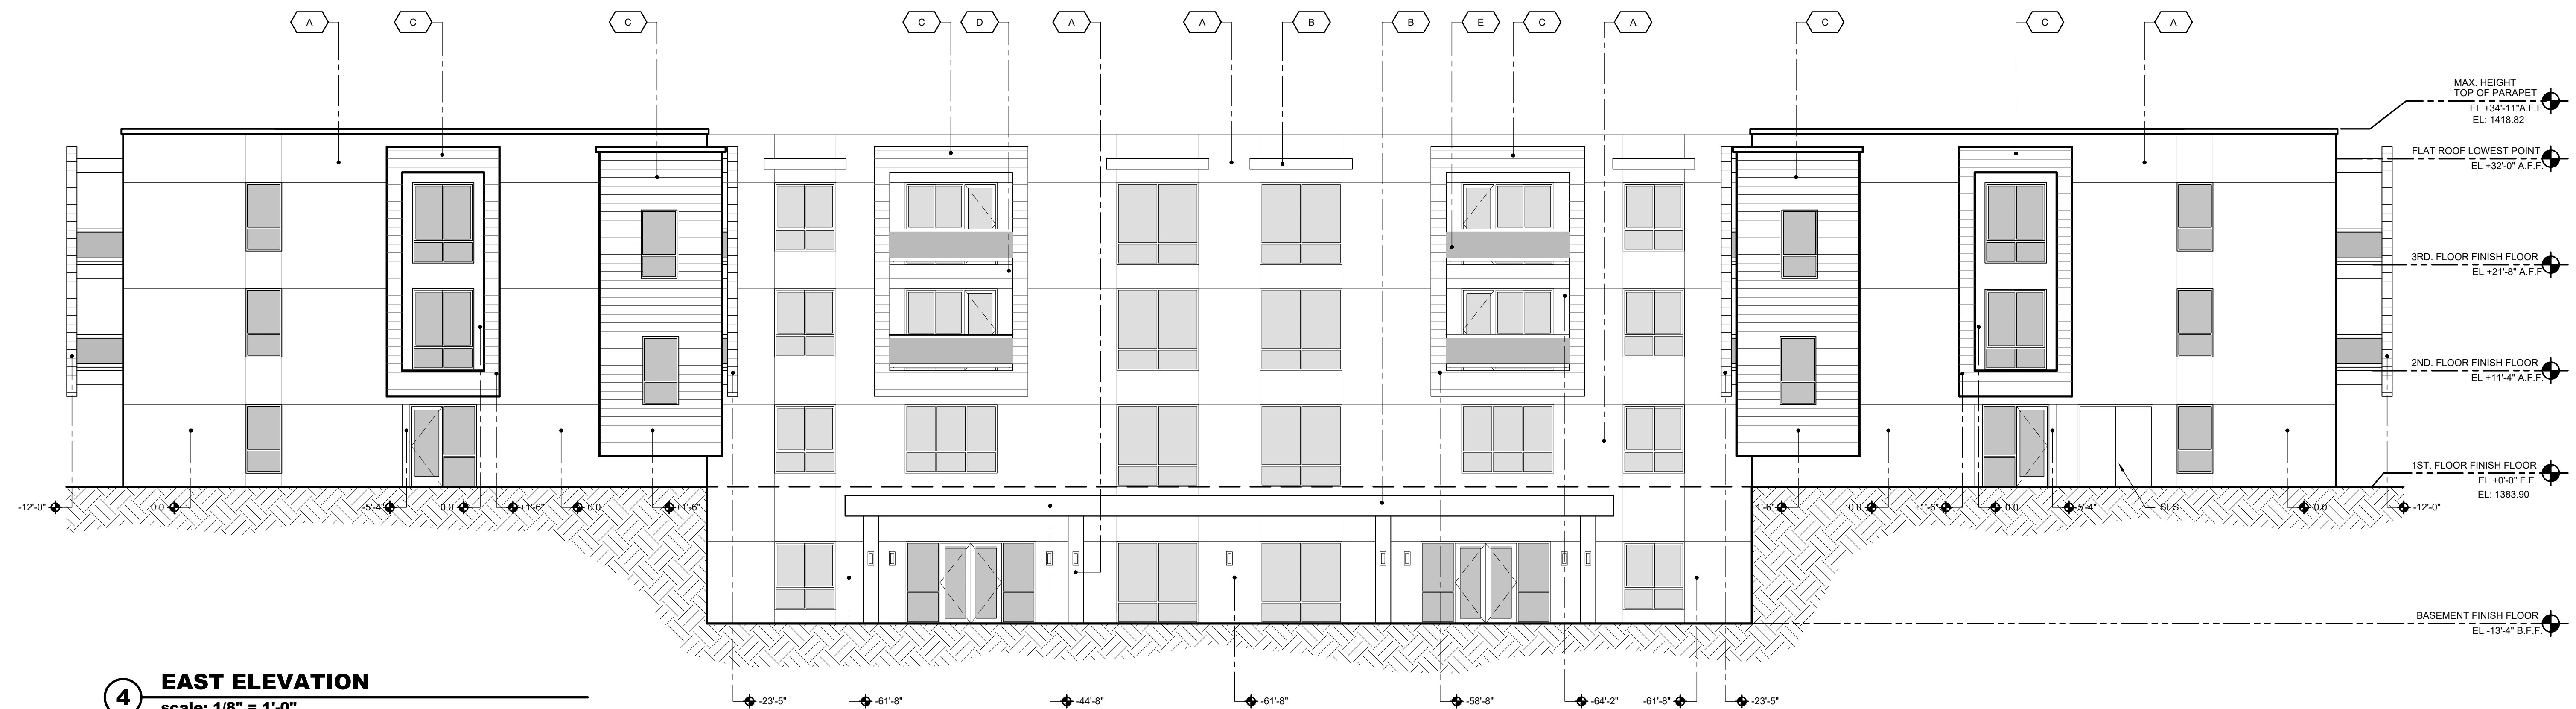 A
C
C
C
D
A
A
B
B
E
C
A
C
C
A
MAX. HEIGHT
TOP OF PARAPET
EL +34'-11"A.F.F.
EL: 1418.82
FLAT ROOF LOWEST POINT
EL +32'-0" A.F.F.
3RD. FLOOR FINISH FLOOR
EL +21'-8" A.F.F
2ND. FLOOR FINISH FLOOR
EL +11'-4" A.F.F.
1ST. FLOOR FINISH FLOOR
EL +0'-0" F.F.
EL: 1383.90
-12'-0"
0.0
-5'-4"
0.0
+1'-6"
0.0
+1'-6"
+1'-6"
0.0
+1'-6"
0.0
-5'-4"
SES
0.0
-12'-0"
BASEMENT FINISH FLOOR
EL -13'-4" B.F.F.
4
EAST ELEVATION
scale: 1/8" = 1'-0"
-23'-5"
-61'-8"
-44'-8"
-61'-8"
-58'-8"
-64'-2"
-61'-8"
-23'-5"